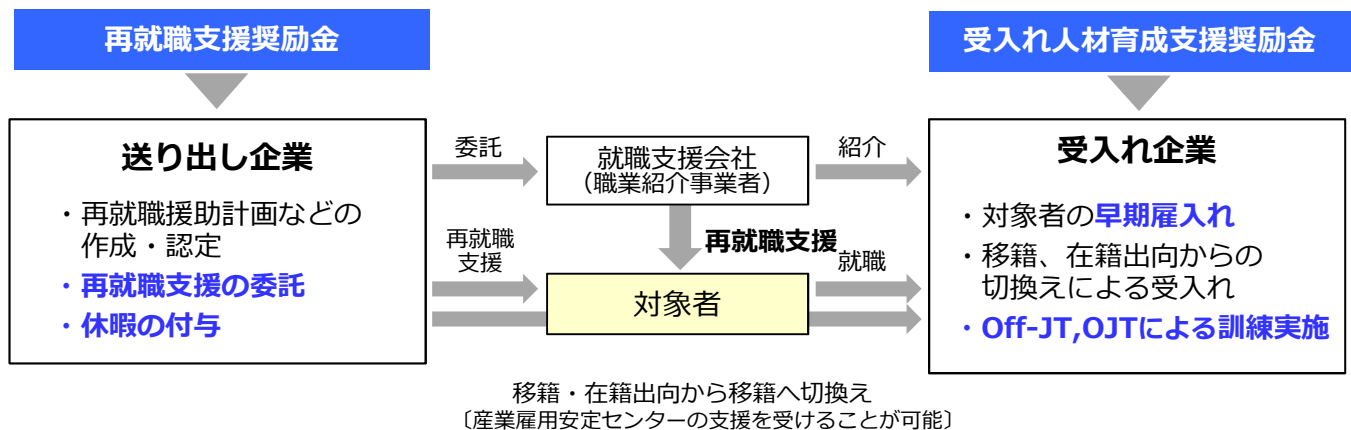 再就職支援奨励金
受入れ人材育成支援奨励金
送り出し企業
・再就職援助計画などの
作成・認定
・再就職支援の委託
・休暇の付与
委託
就職支援会社
（職業紹介事業者）
紹介
再就職
支援
再就職支援
就職
対象者
受入れ企業
・対象者の早期雇入れ
・移籍、在籍出向からの
切換えによる受入れ
・Off-JT,OJTによる訓練実施
移籍・在籍出向から移籍へ切換え
〔産業雇用安定センターの支援を受けることが可能〕